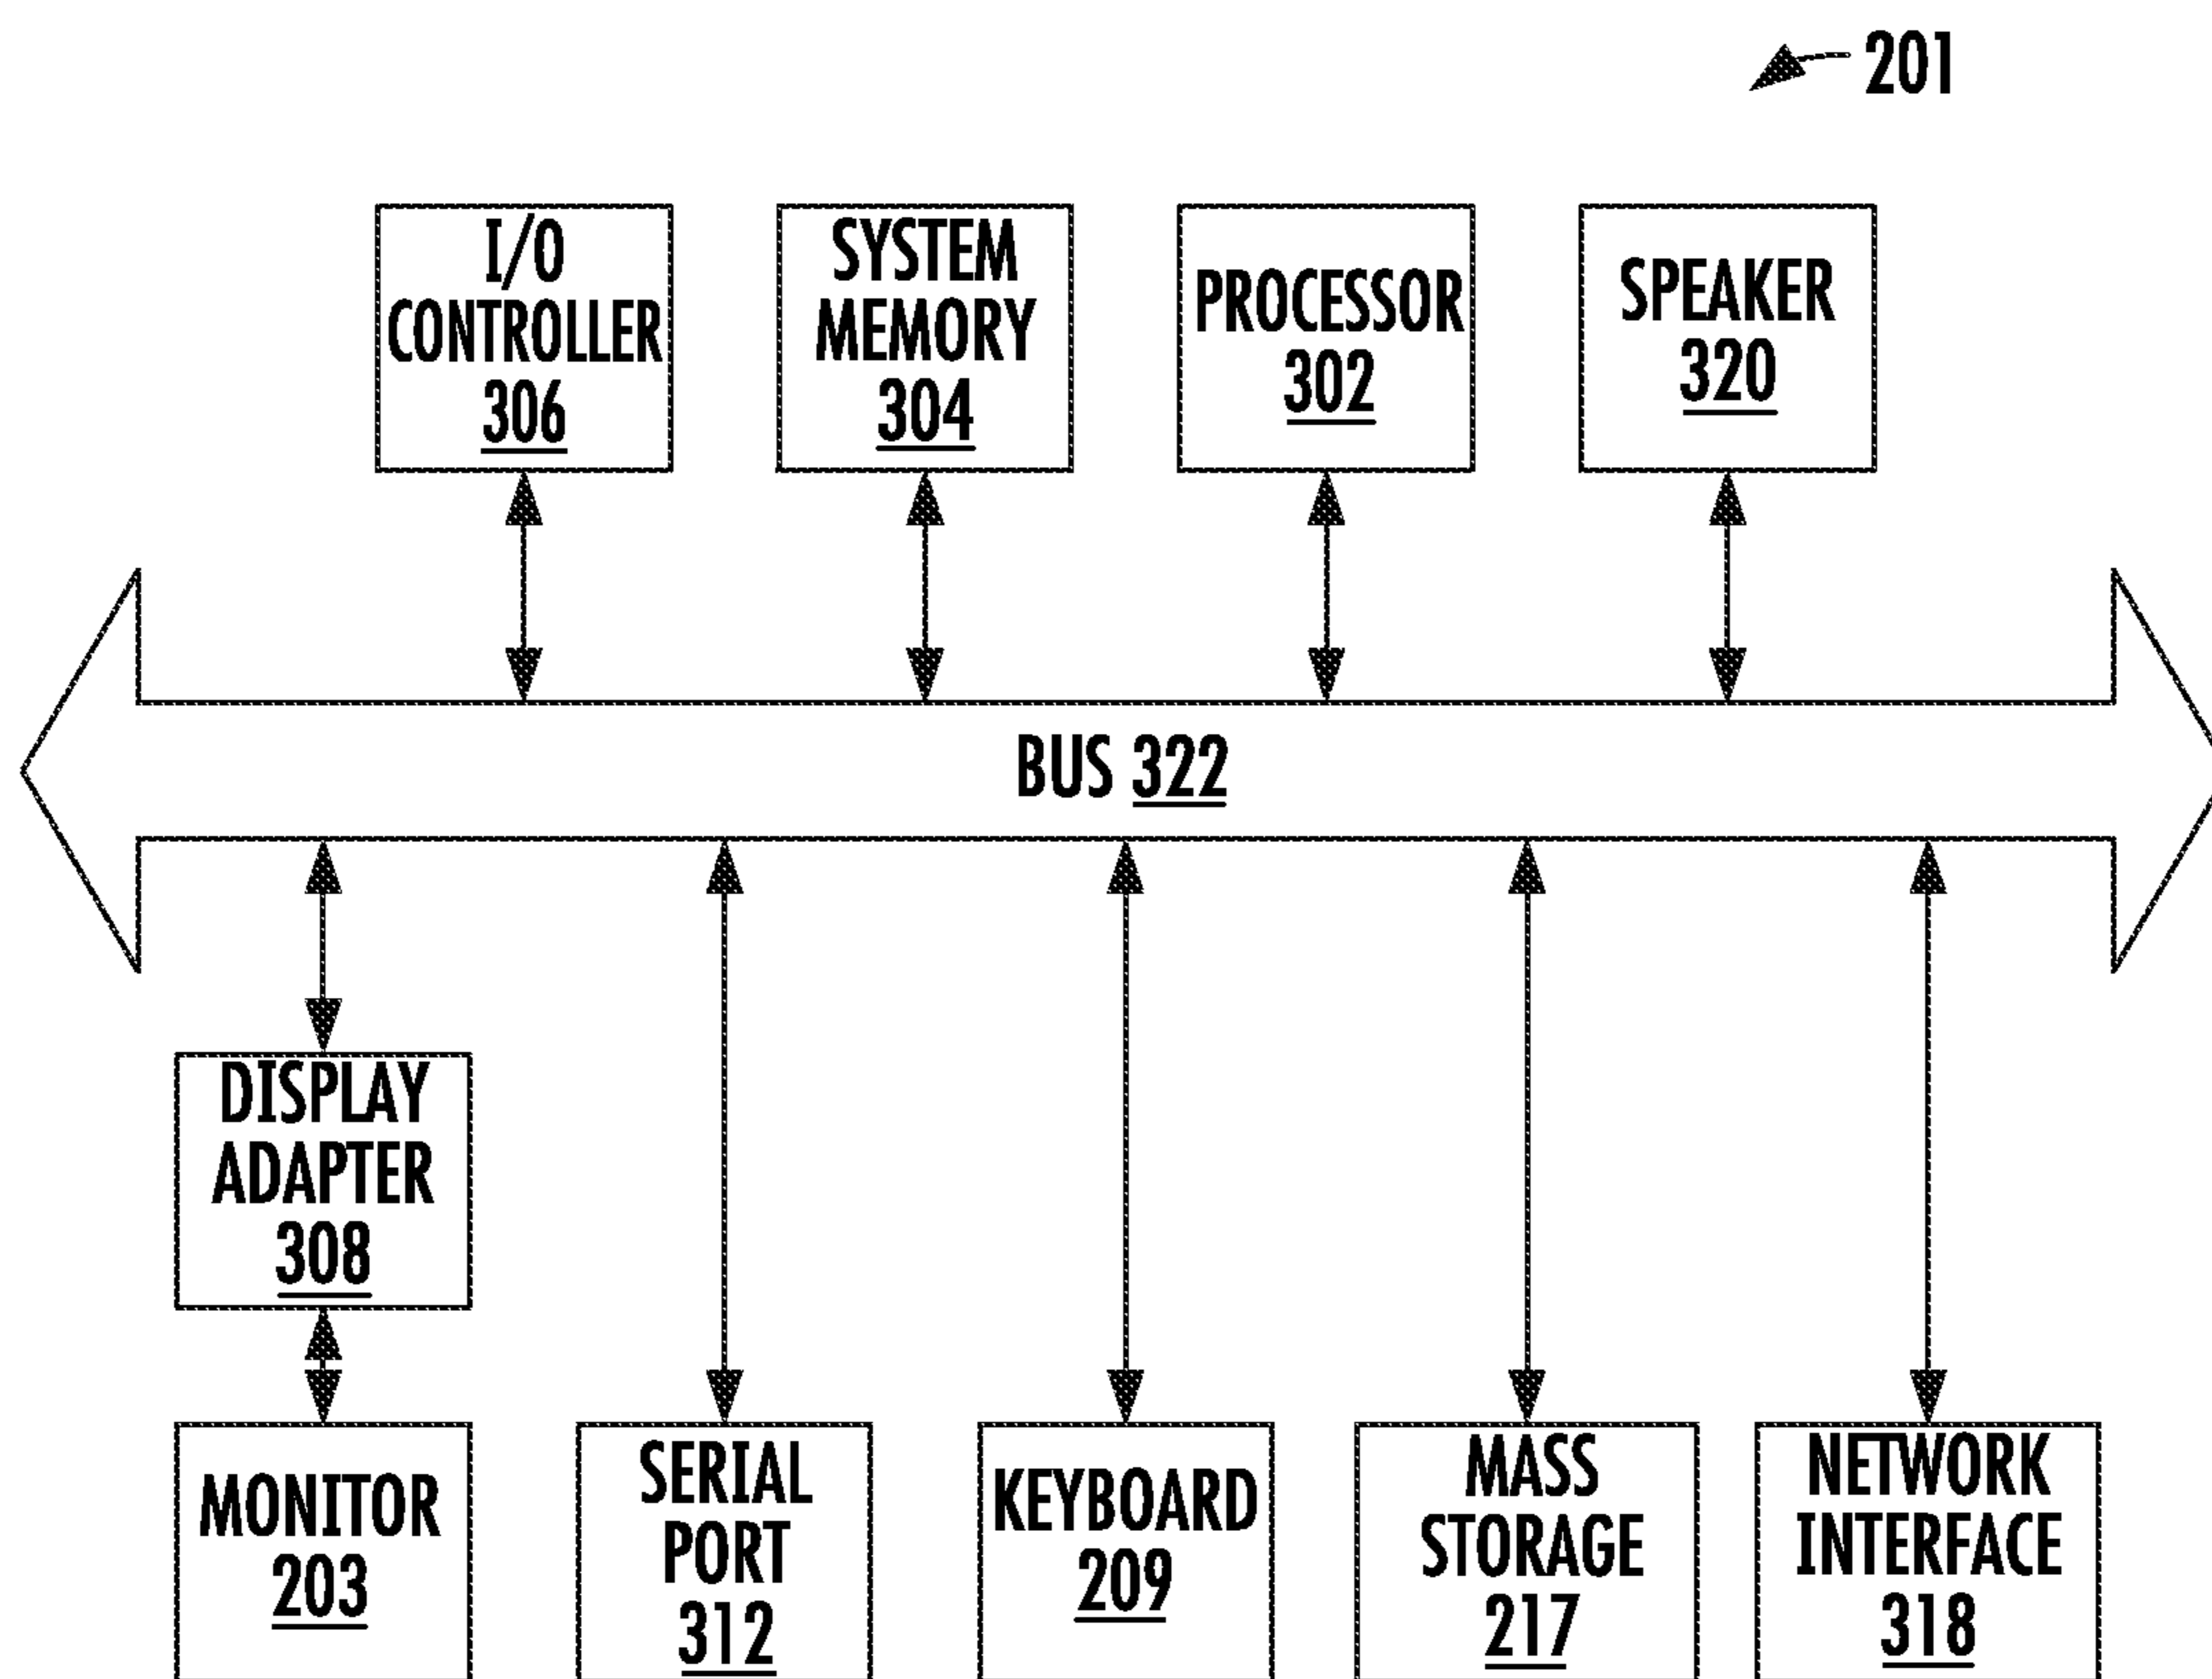 201
I/O
CONTROLLER
306
SYSTEM
MEMORY
304
PROCESSOR
302
SPEAKER
320
BUS 322
DISPLAY
ADAPTER
308
MONITOR
203
SERIAL
PORT
312
KEYBOARD
209
MASS
STORAGE
217
NETWORK
INTERFACE
318